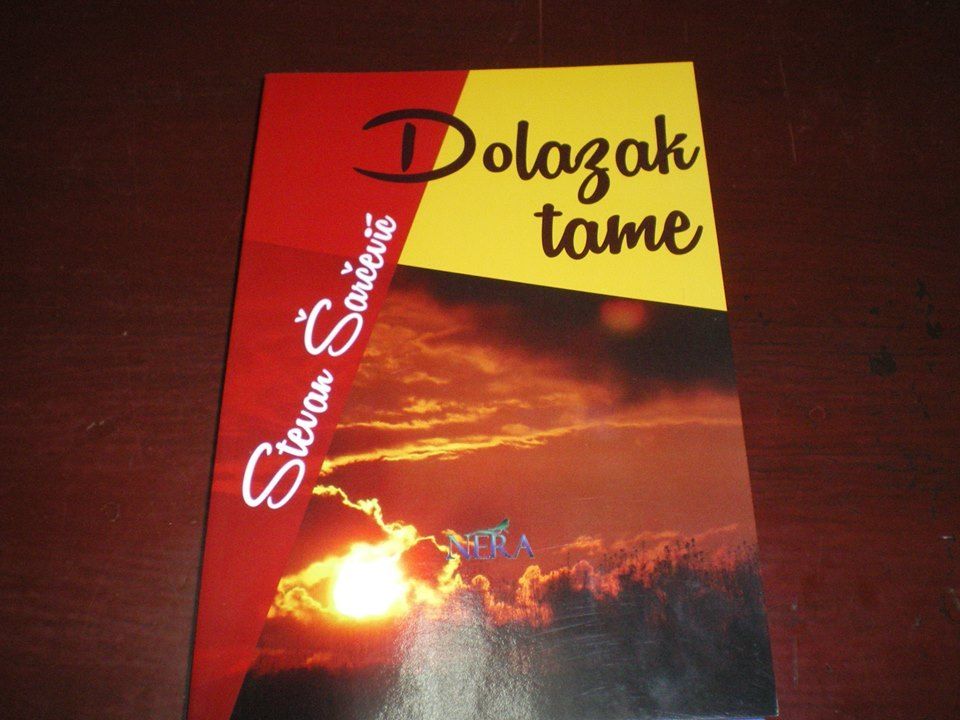 Dolazak
tame
Stevan Šarčević
NERA